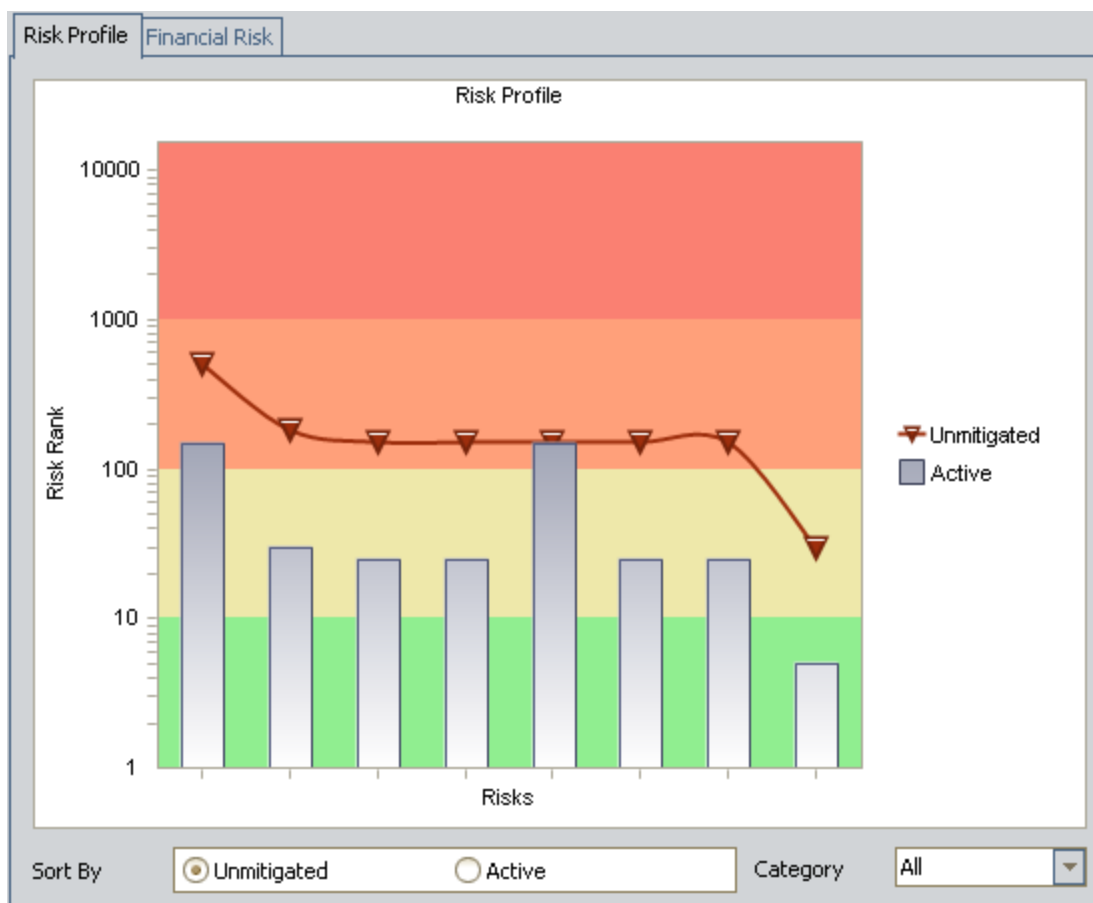 Risk Profile Financial Risk
Risk Profile
10000
1000
100
10
1
Risk Rank
Risks
Unmitigated
Active
Sort By Unmitigated Active Category All